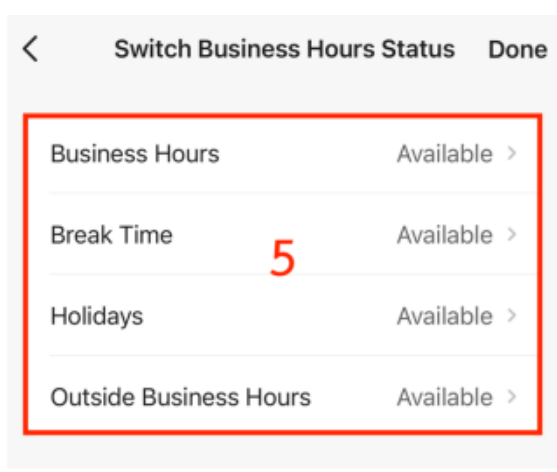 Switch Business Hours Status Done
Business Hours Available
Break Time Available
5
Holidays Available
Outside Business Hours Available